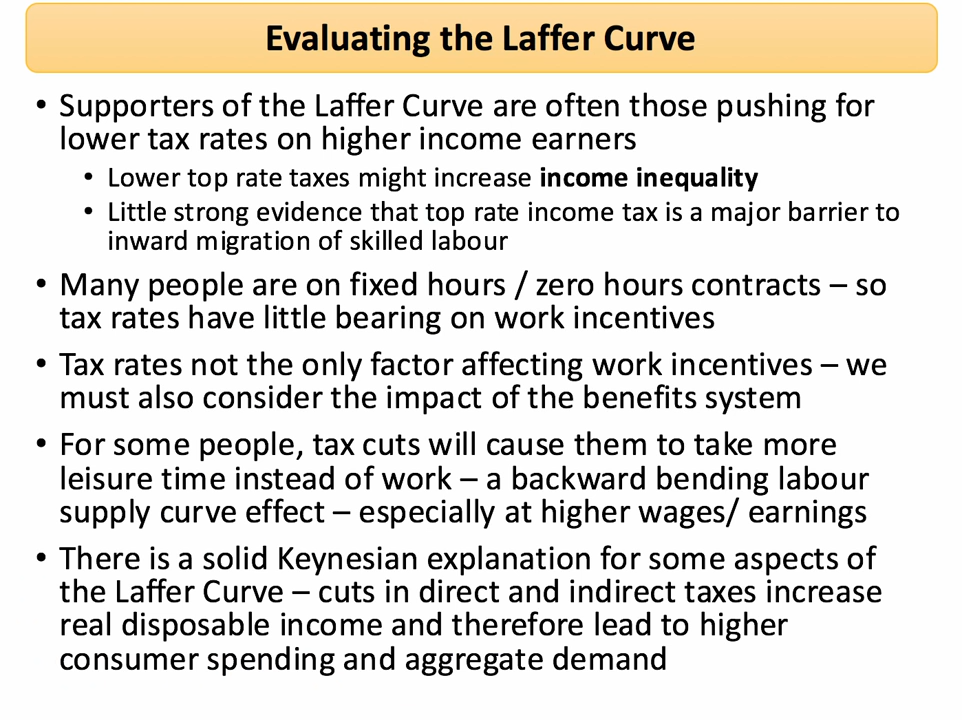 Evaluating the Laffer Curve
• Supporters of the Laffer Curve are often those pushing for
lower tax rates on higher income earners
• Lower top rate taxes might increase income inequality
• Little strong evidence that top rate income tax is a major barrier to
inward migration of skilled labour
• Many people are on fixed hours / zero hours contracts – so
tax rates have little bearing on work incentives
• Tax rates not the only factor affecting work incentives – we
must also consider the impact of the benefits system
• For some people, tax cuts will cause them to take more
leisure time instead of work – a backward bending labour
supply curve effect – especially at higher wages/ earnings
• There is a solid Keynesian explanation for some aspects of
the Laffer Curve – cuts in direct and indirect taxes increase
real disposable income and therefore lead to higher
consumer spending and aggregate demand